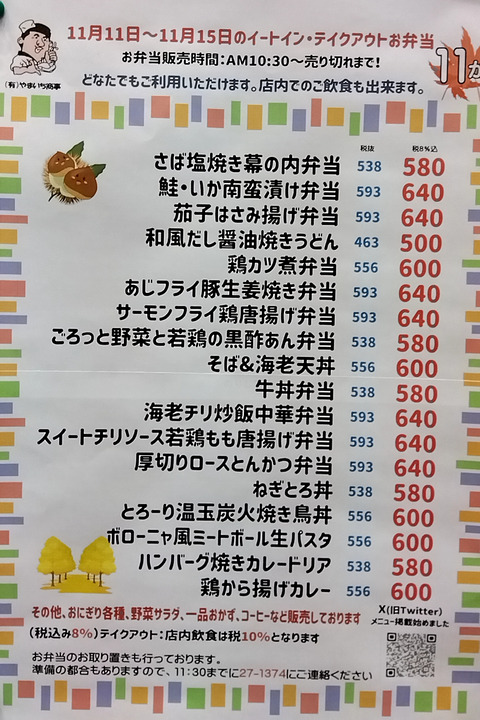 11月11日～11月15日のイートイン・テイクアウトお弁当
お弁当販売時間:AM10:30～売り切れまで!
どなたでもご利用いただけます。店内でのご飲食も出来ます。
(有)やまいち商事
11か
税抜 税8%込
さば塩焼き幕の内弁当 538 580
鮭・いか南蛮漬け弁当 593 640
茄子はさみ揚げ弁当 593 640
和風だし醤油焼きうどん 463 500
鶏カツ煮弁当 556 600
あじフライ豚生姜焼き弁当 593 640
サーモンフライ鶏唐揚げ弁当 593 640
ごろっと野菜と若鶏の黒酢あん弁当 538 580
そば&海老天丼 556 600
牛丼弁当 538 580
海老チリ炒飯中華弁当 593 640
スイートチリソース若鶏もも唐揚げ弁当 593 640
厚切りロースとんかつ弁当 593 640
ねぎとろ丼 538 580
とろーり温玉炭火焼き鳥丼 556 600
ボローニャ風ミートボール生パスタ 556 600
ハンバーグ焼きカレードリア 538 580
鶏から揚げカレー 556 600
その他、おにぎり各種、野菜サラダ、一品おかず、コーヒーなど販売しております
(税込み8%)テイクアウト:店内飲食は税10%となります
X(旧Twitter)
メニュー掲載始めました
お弁当のお取り置きも行っております。
準備の都合もありますので、11:30までに27-1374にご連絡ください